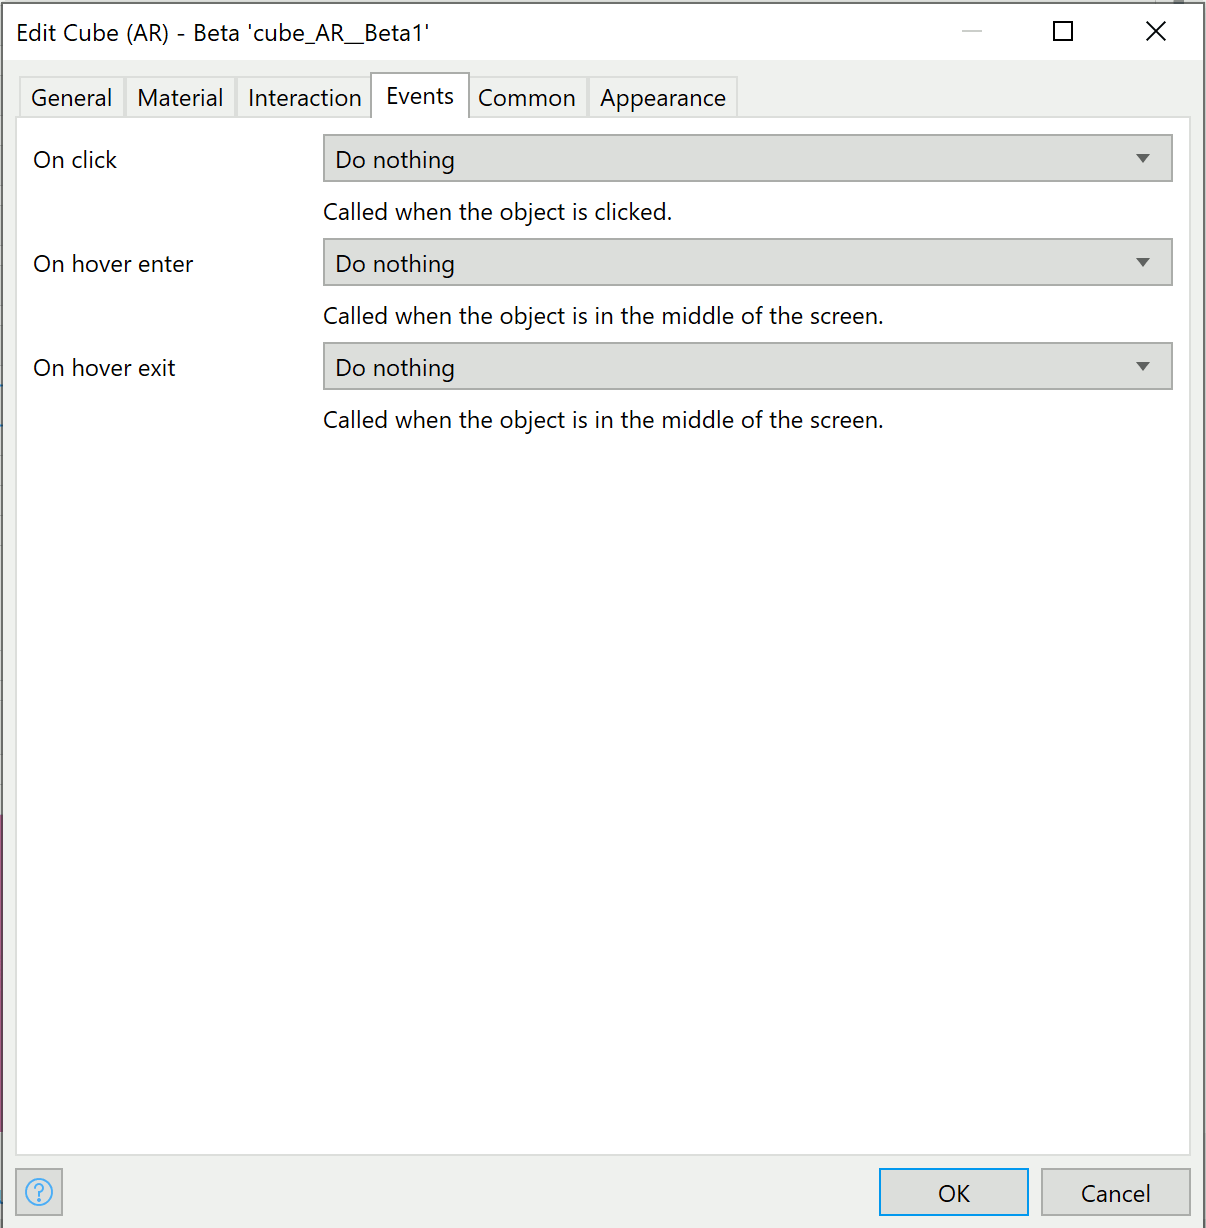 Edit Cube (AR) - Beta 'cube_AR__Beta1'
General Material Interaction Events Common Appearance
On click Do nothing
Called when the object is clicked.
On hover enter Do nothing
Called when the object is in the middle of the screen.
On hover exit Do nothing
Called when the object is in the middle of the screen.
? OK Cancel